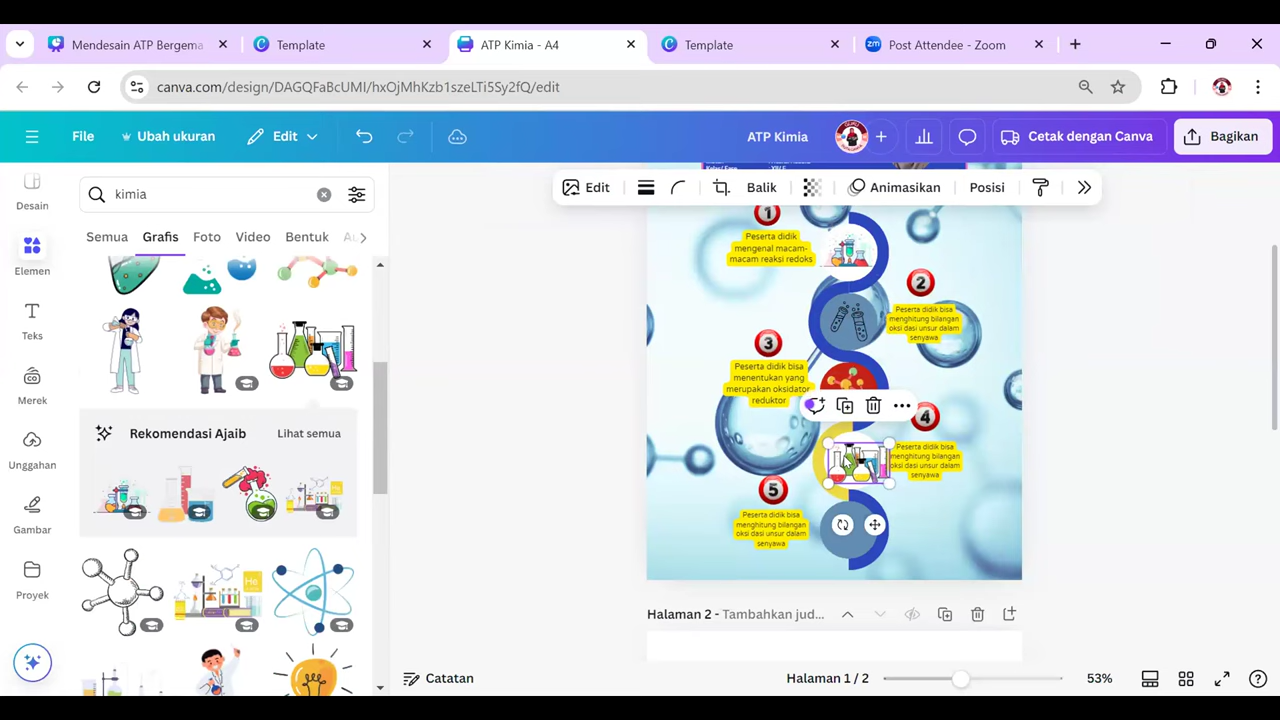 Mendesain ATP Bergema
Template
ATP Kimia - A4
Template
zm
Post Attendee - Zoom
canva.com/design/DAGQFaBcUMI/hxOjMhKzb1szeLTi5Sy2fQ/edit
File
Ubah ukuran
Edit
ATP Kimia
Cetak dengan Canva
Bagikan
Desain
Elemen
Teks
Merek
Unggahan
Gambar
Proyek
kimia
Semua
Grafis
Foto
Video
Bentuk
Rekomendasi Ajaib
Lihat semua
He
Edit
Balik
Animasikan
Posisi
1
Peserta didik
mengenal macam-
macam reaksi redoks
2
Peserta didik bisa
menghitung bilangan
oksi dasi unsur dalam
senyawa
3
Peserta didik bisa
menentukan yang
merupakan oksidator
reduktor
4
Peserta didik bisa
menghitung bilangan
oksi dasi unsur dalam
senyawa
5
Peserta didik bisa
menghitung bilangan
oksi dasi unsur dalam
senyawa
Halaman 2 - Tambahkan jud...
Catatan
Halaman 1 / 2
53%